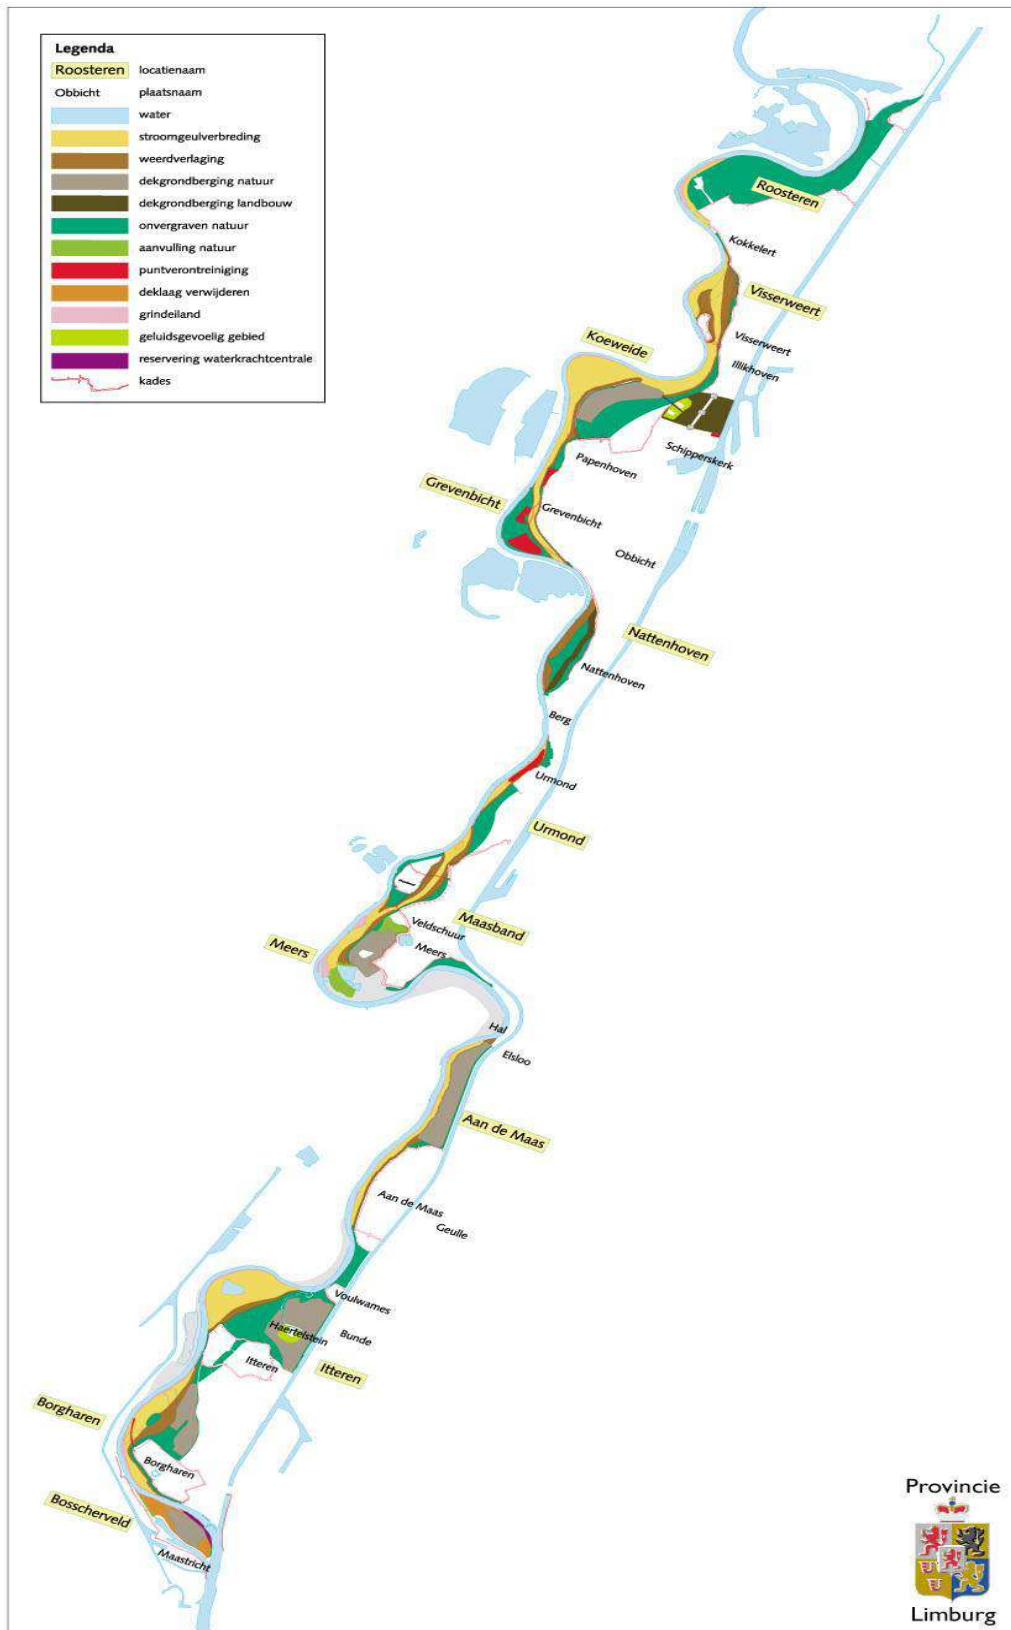 Legenda
Roosteren locatienaam
Obbicht plaatsnaam
water
stroomgeulverbreding
weerdverlaging
dekgrondberging natuur
dekgrondberging landbouw
onvergraven natuur
aanvulling natuur
puntverontreiniging
deklaag verwijderen
grindeiland
geluidsgevoelig gebied
reservering waterkrachtcentrale
kades
Roosteren
Kokkelert
Visserweert
Visserweert
Koeweide
Illikhoven
Schipperskerk
Papenhoven
Grevenbicht
Grevenbicht
Obbicht
Nattenhoven
Nattenhoven
Berg
Urmond
Urmond
Maasband
Veldschuur
Meers
Meers
Hal
Elsloo
Aan de Maas
Aan de Maas
Geulle
Voulwames
Haertelstein
Bunde
Itteren
Itteren
Borgharen
Borgharen
Bosscherveld
Maastricht
Provincie
Limburg